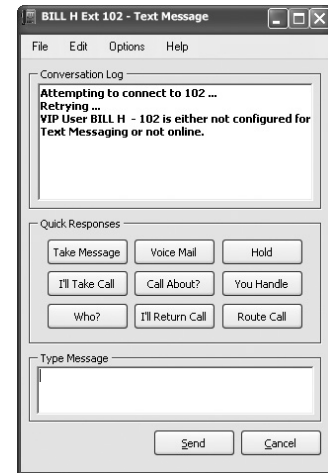 BILL H Ext 102 - Text Message
File Edit Options Help
Conversation Log
Attempting to connect to 102 ...
Retrying ...
VIP User BILL H - 102 is either not configured for
Text Messaging or not online.
Quick Responses
Take Message Voice Mail Hold
I'll Take Call Call About? You Handle
Who? I'll Return Call Route Call
Type Message
Send Cancel